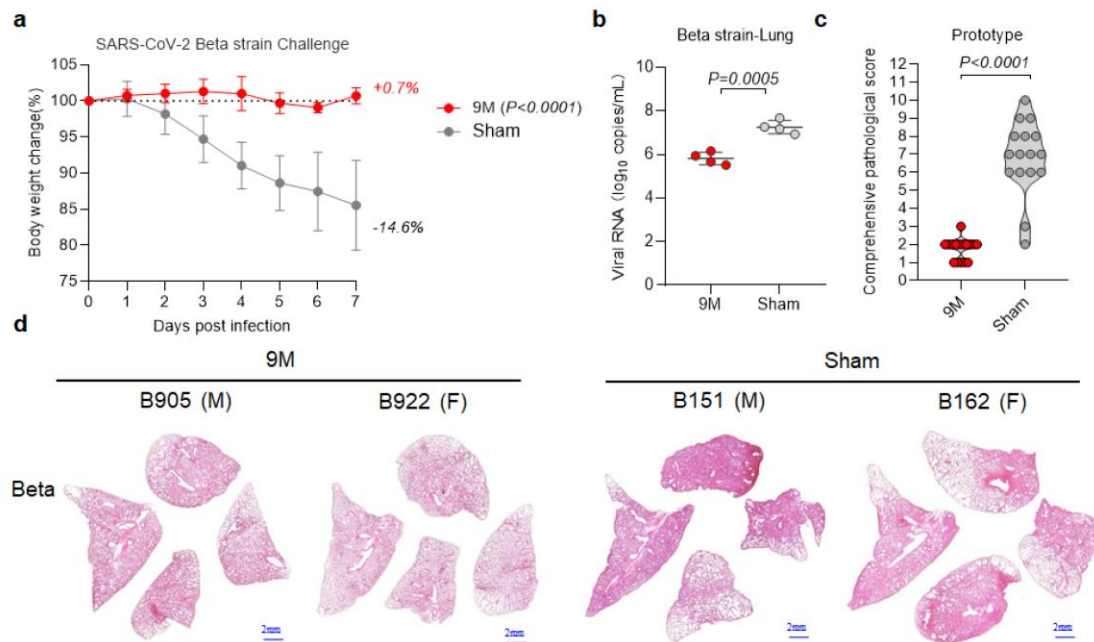 a
SARS-CoV-2 Beta strain Challenge
Body weight change(%)
105
100
95
90
85
80
75
0 1 2 3 4 5 6 7
Days post infection
+0.7%
-14.6%
9M (P<0.0001)
Sham
b
Beta strain-Lung
P=0.0005
Viral RNA (log10 copies/mL)
10
8
6
4
2
0
9M Sham
c
Prototype
P<0.0001
Comprehensive pathological score
12
11
10
9
8
7
6
5
4
3
2
1
0
9M Sham
d
9M Sham
B905 (M) B922 (F) B151 (M) B162 (F)
Beta
2mm 2mm 2mm 2mm